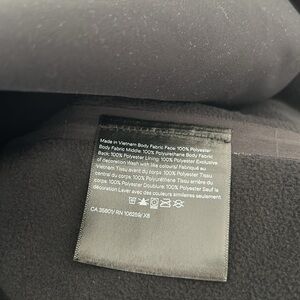 Made in Vietnam Body Fabric Face: 100% Polyester
Body Fabric Middle: 100% Polyurethane Body Fabric
Back: 100% Polyester Lining: 100% Polyester Exclusive
of decoration Wash with like colours/ Fabriqué au
Vietnam Tissu avant du corps: 100% Polyester Tissu
central du corps: 100% Polyuréthane Tissu arrière du
corps: 100% Polyester Doublure: 100% Polyester Sauf la
décoration Laver avec des couleurs similaires
CA 35801/ RN 106259/ X8